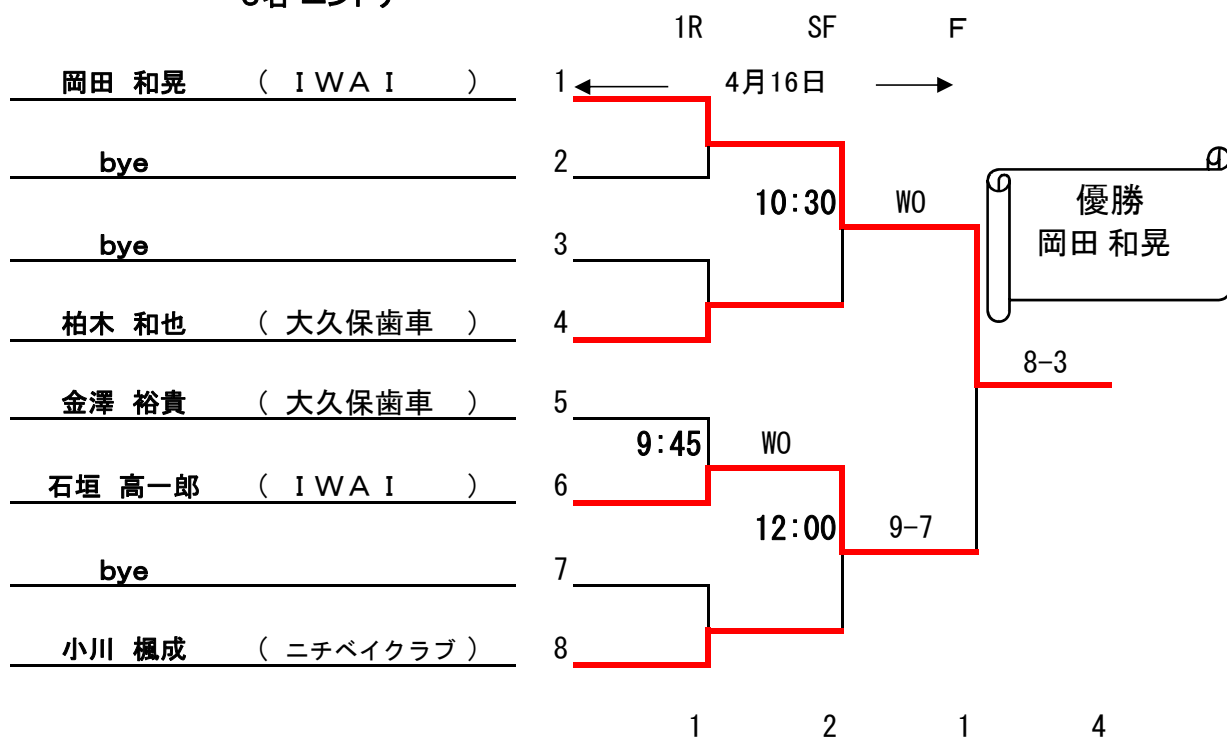 1R SF F
岡田 和晃 ( IWAI ) 1 4月16日
bye 2
10:30 WO
優勝
岡田 和晃
bye 3
柏木 和也 ( 大久保歯車 ) 4
8-3
金澤 裕貴 ( 大久保歯車 ) 5
9:45 WO
石垣 高一郎 ( IWAI ) 6
12:00 9-7
bye 7
小川 楓成 ( ニチベイクラブ ) 8
1 2 1 4